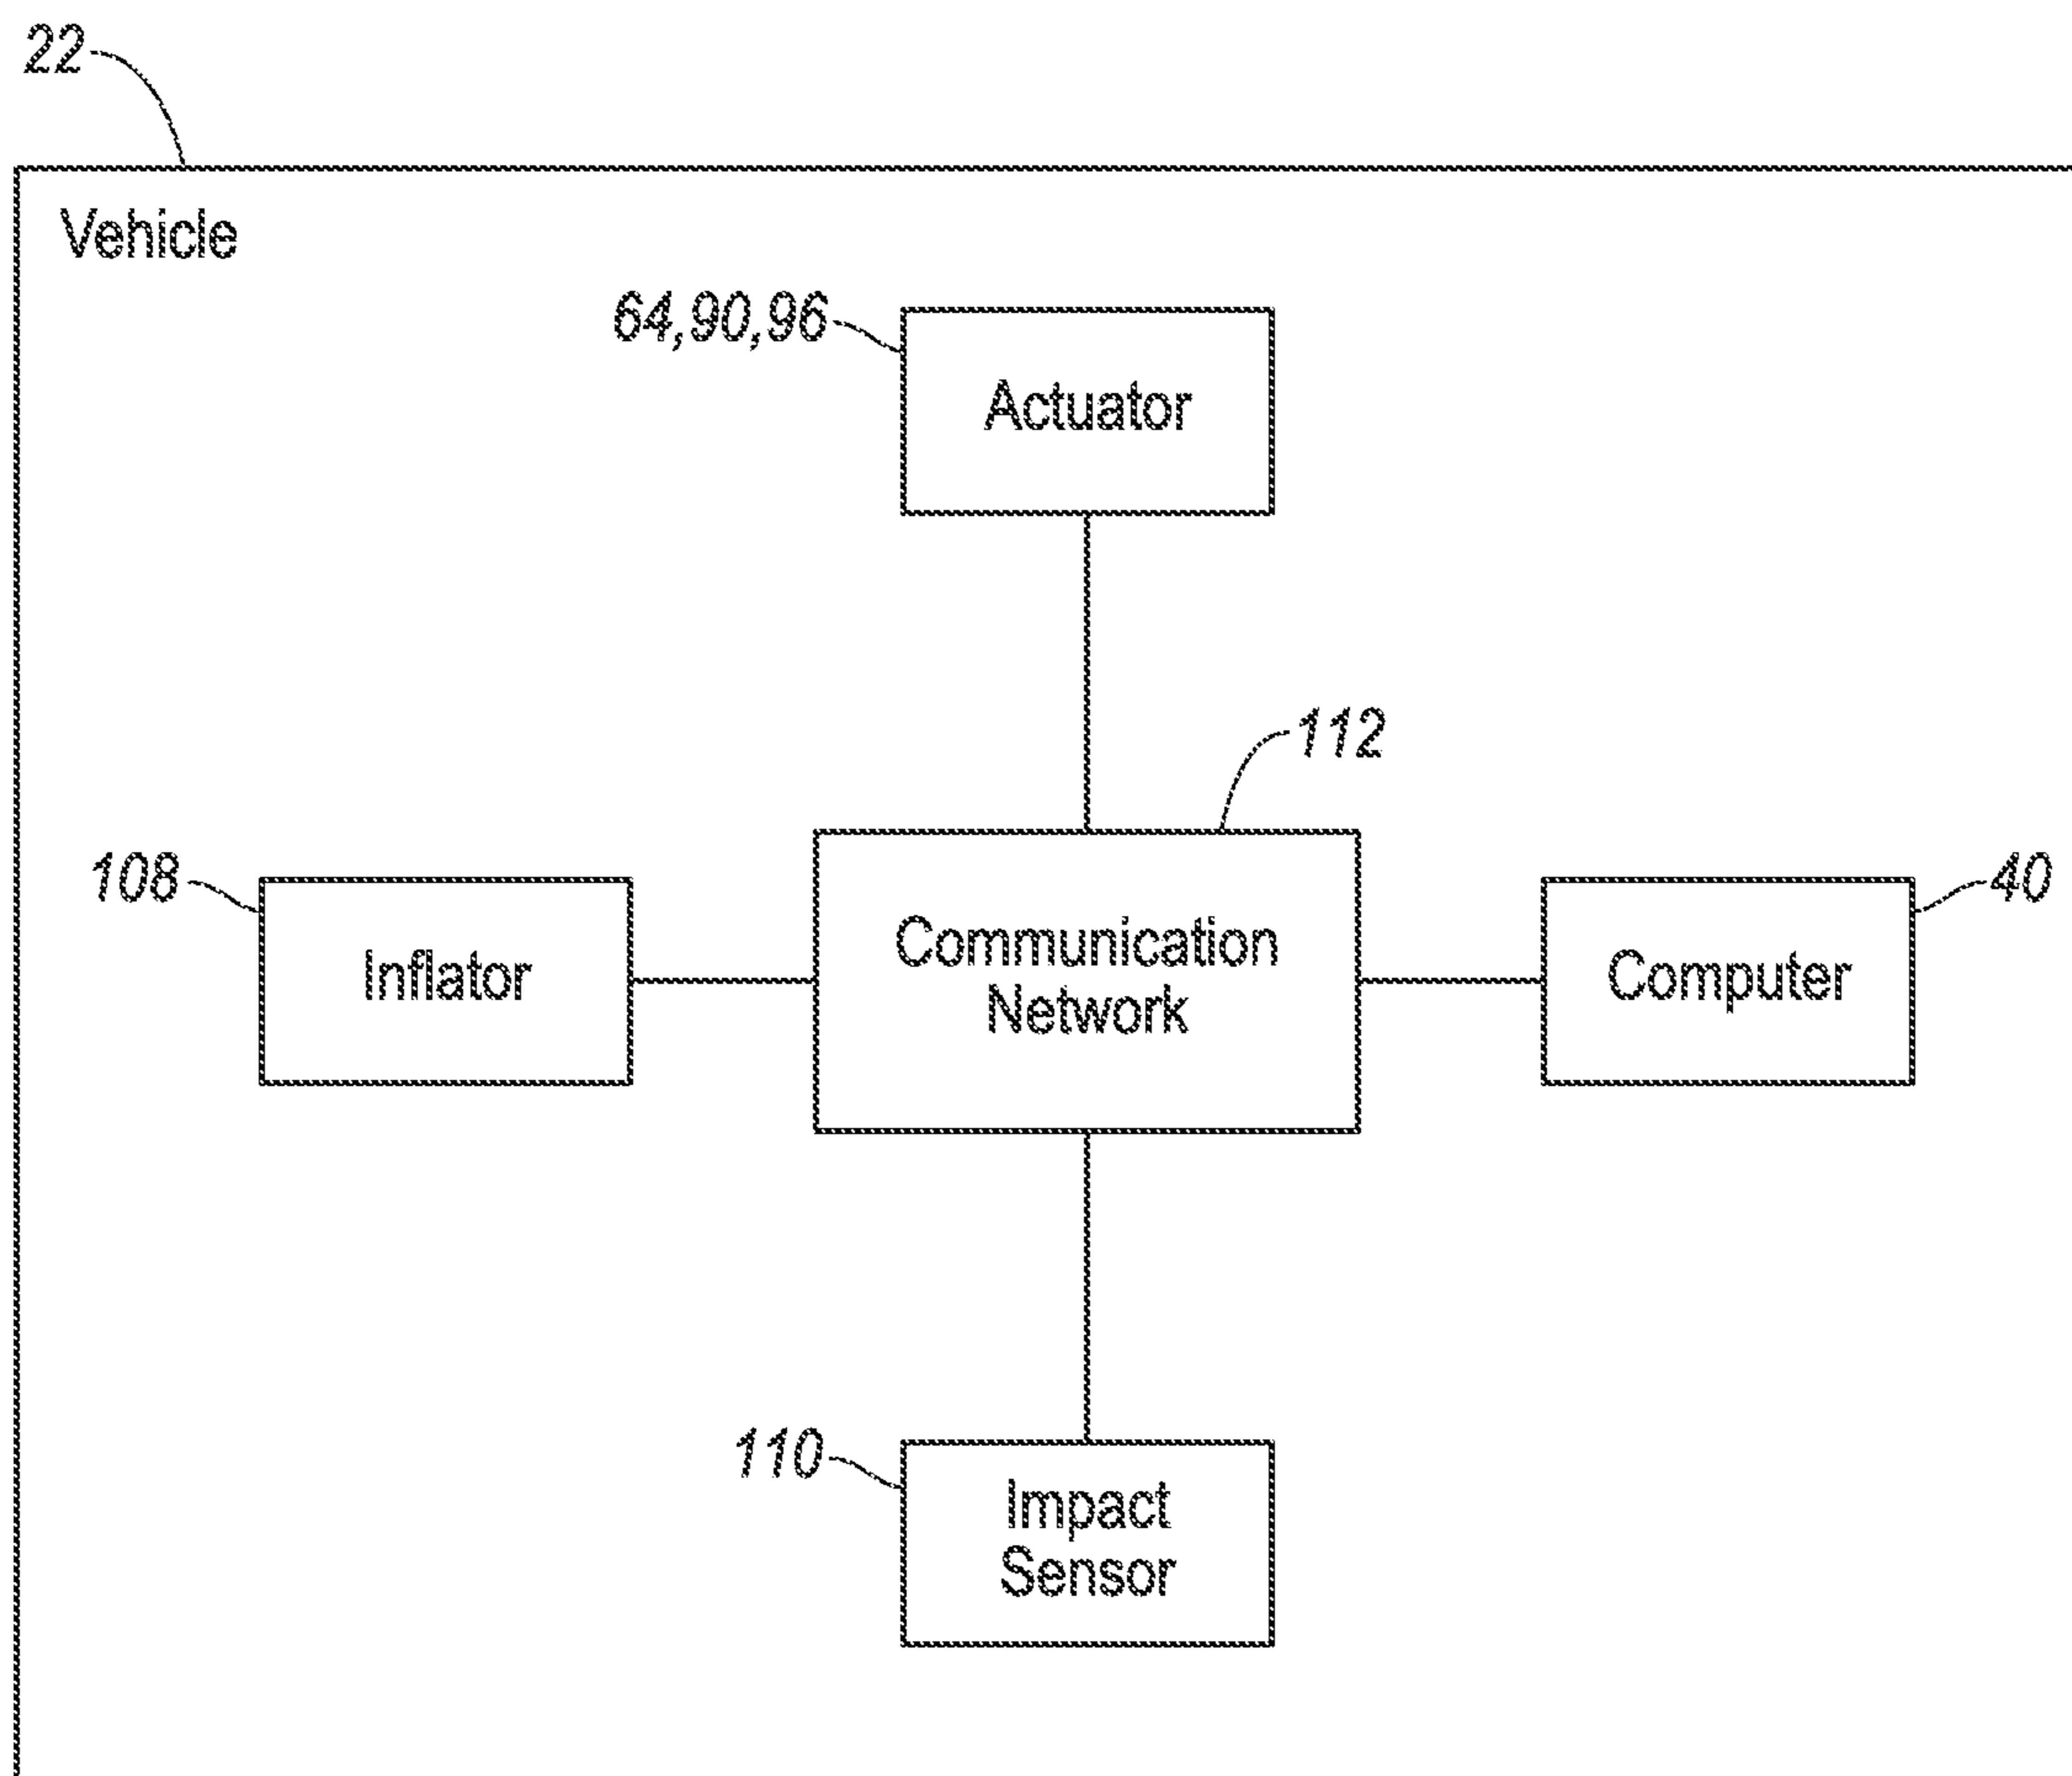 22
Vehicle
64,90,96
Actuator
112
108
40
Inflator
Communication
Network
Computer
110
Impact
Sensor